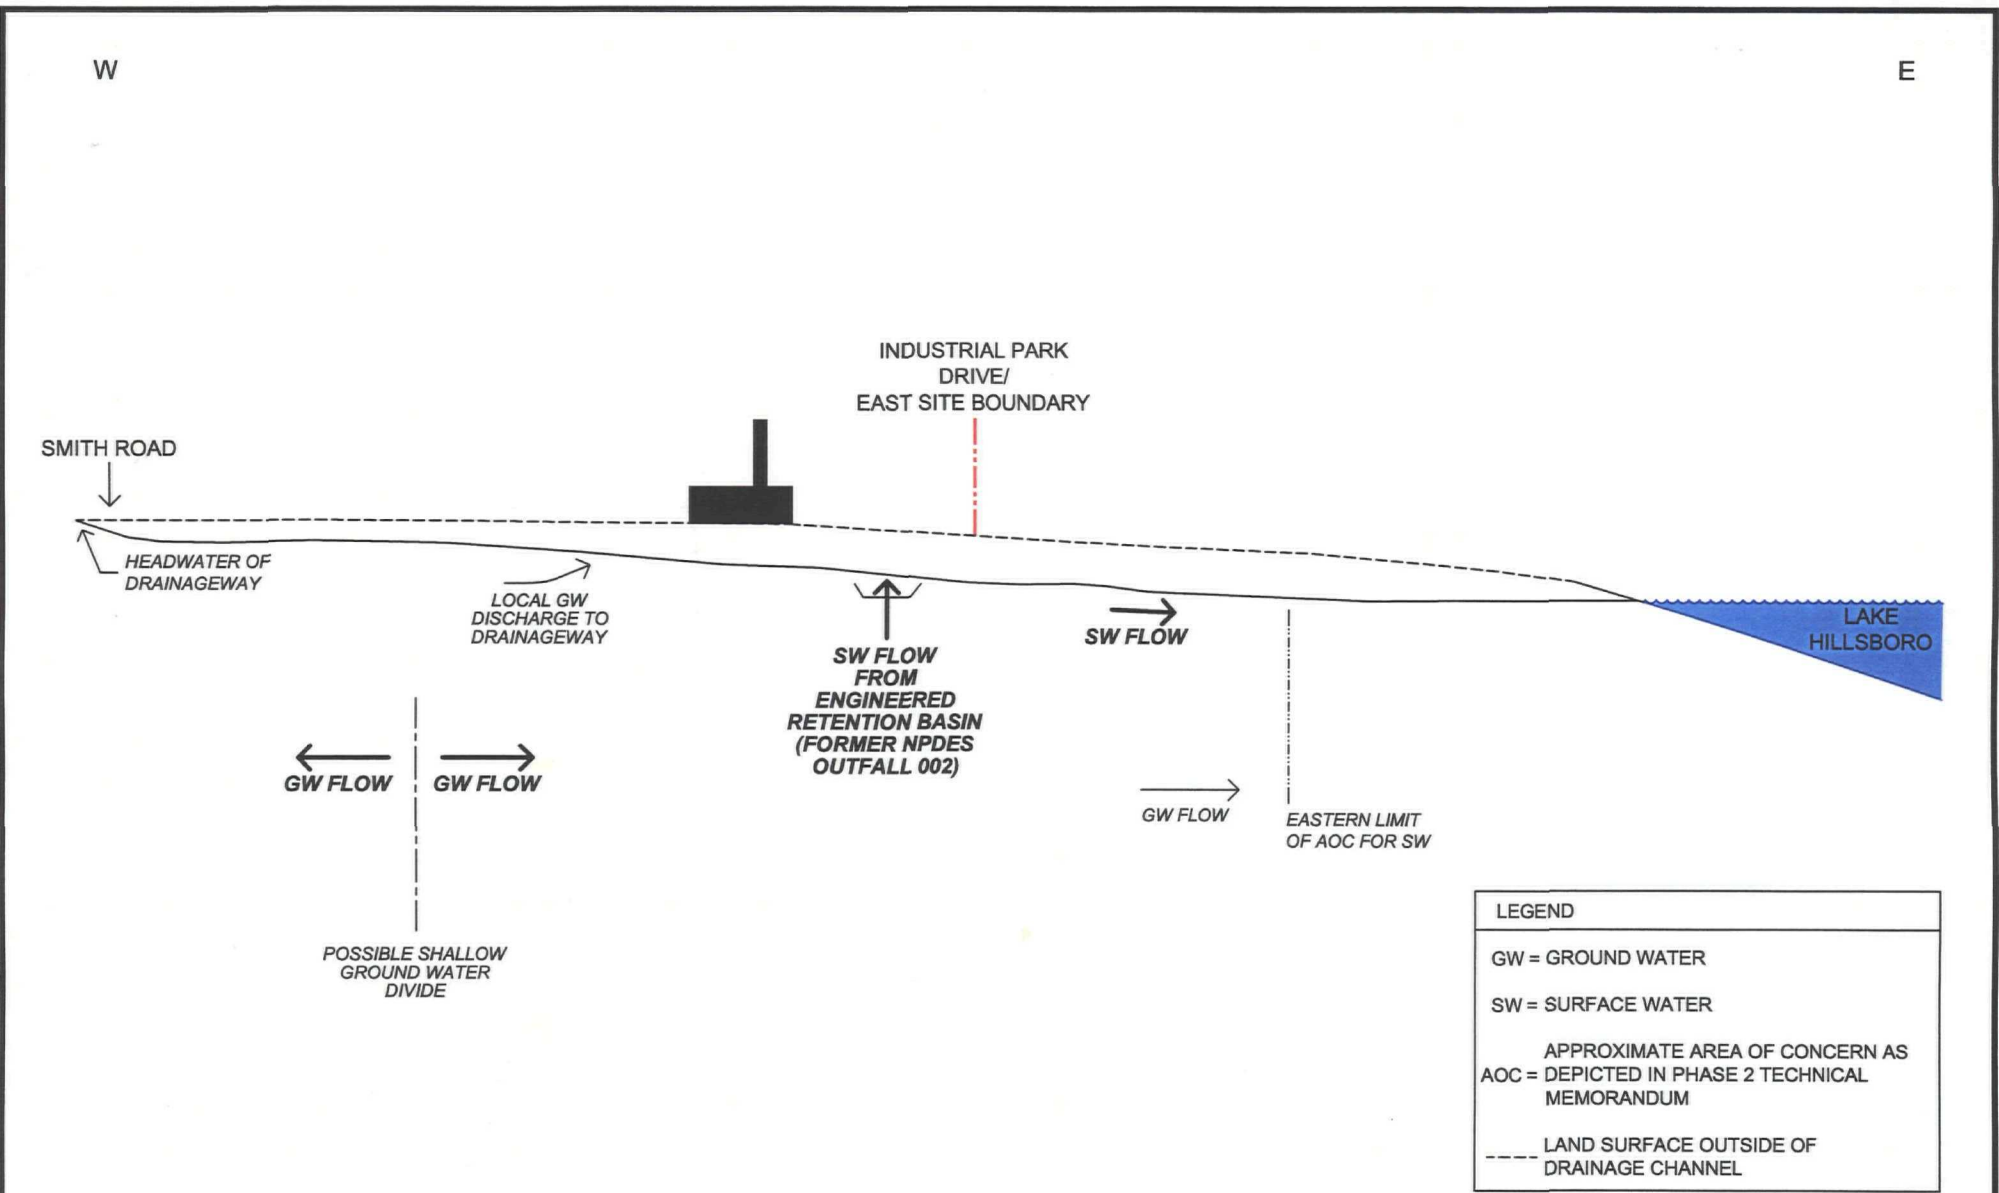 W
E
INDUSTRIAL PARK
DRIVE/
EAST SITE BOUNDARY
SMITH ROAD
HEADWATER OF
DRAINAGEWAY
LOCAL GW
DISCHARGE TO
DRAINAGEWAY
SW FLOW
FROM
ENGINEERED
RETENTION BASIN
(FORMER NPDES
OUTFALL 002)
SW FLOW
LAKE
HILLSBORO
GW FLOW
GW FLOW
GW FLOW
EASTERN LIMIT
OF AOC FOR SW
POSSIBLE SHALLOW
GROUND WATER
DIVIDE
LEGEND
GW = GROUND WATER
SW = SURFACE WATER
APPROXIMATE AREA OF CONCERN AS
AOC = DEPICTED IN PHASE 2 TECHNICAL
MEMORANDUM
LAND SURFACE OUTSIDE OF
DRAINAGE CHANNEL